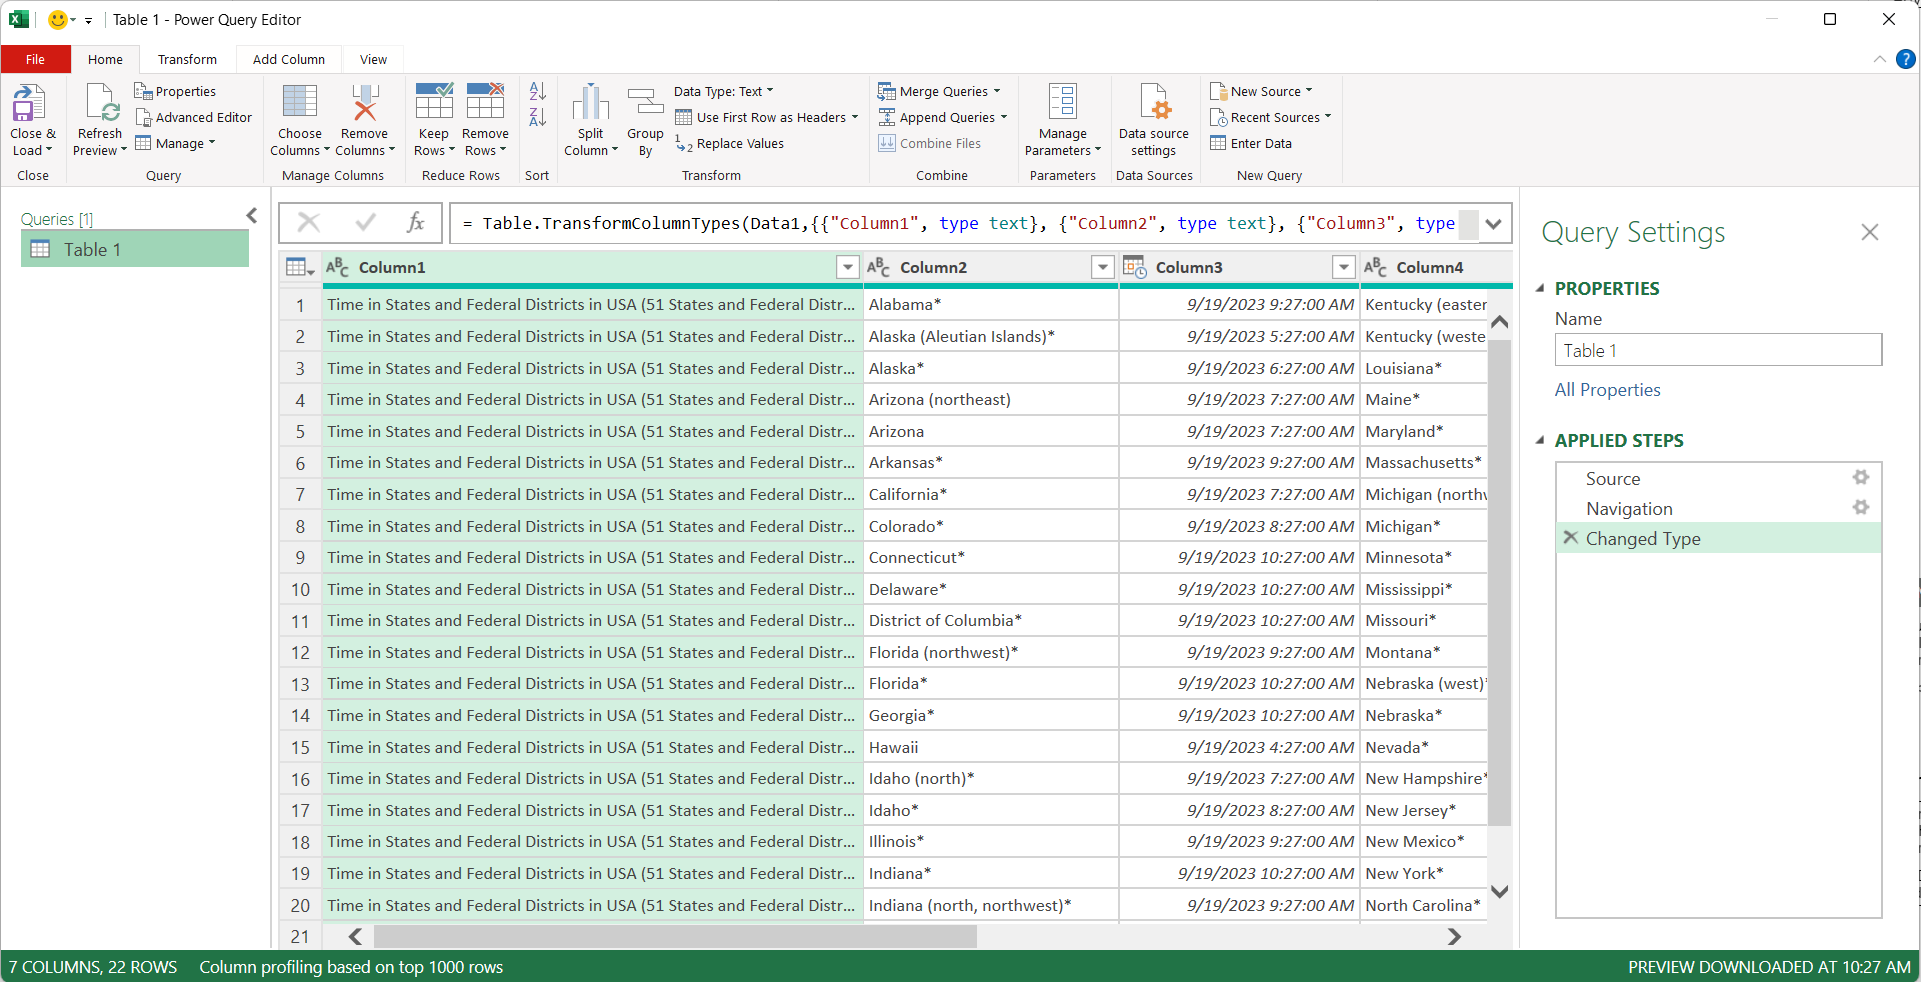 Table 1 - Power Query Editor
File Home Transform Add Column View
Close & Load
Refresh Preview
Properties
Advanced Editor
Manage
Choose Columns
Remove Columns
Keep Rows
Remove Rows
Split Column
Group By
Data Type: Text
Use First Row as Headers
Replace Values
Merge Queries
Append Queries
Combine Files
Manage Parameters
Data source settings
New Source
Recent Sources
Enter Data
Close Query Manage Columns Reduce Rows Sort Transform Combine Parameters Data Sources New Query
Queries [1]
Table 1
fx = Table.TransformColumnTypes(Data1,{{"Column1", type text}, {"Column2", type text}, {"Column3", type
Column1 Column2 Column3 Column4
1 Time in States and Federal Districts in USA (51 States and Federal Distr... Alabama* 9/19/2023 9:27:00 AM Kentucky (easter
2 Time in States and Federal Districts in USA (51 States and Federal Distr... Alaska (Aleutian Islands)* 9/19/2023 5:27:00 AM Kentucky (weste
3 Time in States and Federal Districts in USA (51 States and Federal Distr... Alaska* 9/19/2023 6:27:00 AM Louisiana*
4 Time in States and Federal Districts in USA (51 States and Federal Distr... Arizona (northeast) 9/19/2023 7:27:00 AM Maine*
5 Time in States and Federal Districts in USA (51 States and Federal Distr... Arizona 9/19/2023 7:27:00 AM Maryland*
6 Time in States and Federal Districts in USA (51 States and Federal Distr... Arkansas* 9/19/2023 9:27:00 AM Massachusetts*
7 Time in States and Federal Districts in USA (51 States and Federal Distr... California* 9/19/2023 7:27:00 AM Michigan (northw
8 Time in States and Federal Districts in USA (51 States and Federal Distr... Colorado* 9/19/2023 8:27:00 AM Michigan*
9 Time in States and Federal Districts in USA (51 States and Federal Distr... Connecticut* 9/19/2023 10:27:00 AM Minnesota*
10 Time in States and Federal Districts in USA (51 States and Federal Distr... Delaware* 9/19/2023 10:27:00 AM Mississippi*
11 Time in States and Federal Districts in USA (51 States and Federal Distr... District of Columbia* 9/19/2023 10:27:00 AM Missouri*
12 Time in States and Federal Districts in USA (51 States and Federal Distr... Florida (northwest)* 9/19/2023 9:27:00 AM Montana*
13 Time in States and Federal Districts in USA (51 States and Federal Distr... Florida* 9/19/2023 10:27:00 AM Nebraska (west)*
14 Time in States and Federal Districts in USA (51 States and Federal Distr... Georgia* 9/19/2023 10:27:00 AM Nebraska*
15 Time in States and Federal Districts in USA (51 States and Federal Distr... Hawaii 9/19/2023 4:27:00 AM Nevada*
16 Time in States and Federal Districts in USA (51 States and Federal Distr... Idaho (north)* 9/19/2023 7:27:00 AM New Hampshire*
17 Time in States and Federal Districts in USA (51 States and Federal Distr... Idaho* 9/19/2023 8:27:00 AM New Jersey*
18 Time in States and Federal Districts in USA (51 States and Federal Distr... Illinois* 9/19/2023 9:27:00 AM New Mexico*
19 Time in States and Federal Districts in USA (51 States and Federal Distr... Indiana* 9/19/2023 10:27:00 AM New York*
20 Time in States and Federal Districts in USA (51 States and Federal Distr... Indiana (north, northwest)* 9/19/2023 9:27:00 AM North Carolina*
21
Query Settings
PROPERTIES
Name
Table 1
All Properties
APPLIED STEPS
Source
Navigation
Changed Type
7 COLUMNS, 22 ROWS Column profiling based on top 1000 rows PREVIEW DOWNLOADED AT 10:27 AM